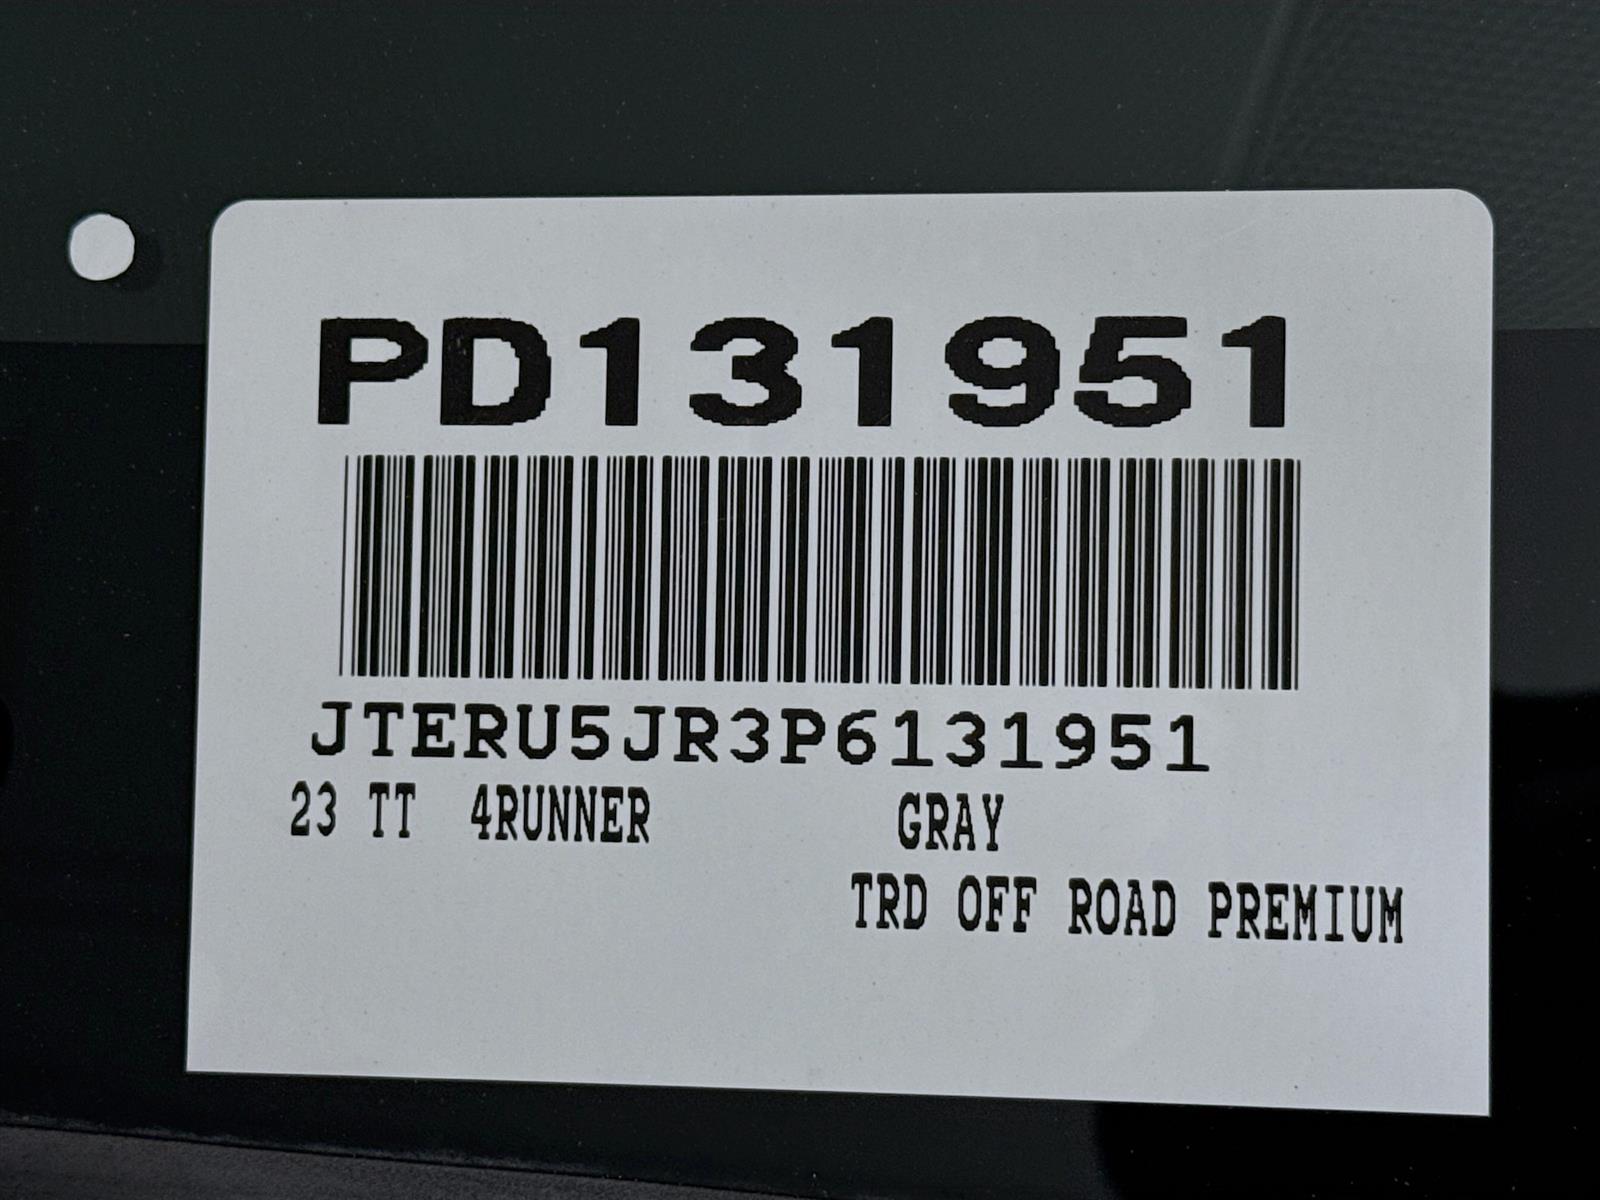 PD131951
JTERU5JR3P6131951
23 TT 4RUNNER GRAY
TRD OFF ROAD PREMIUM